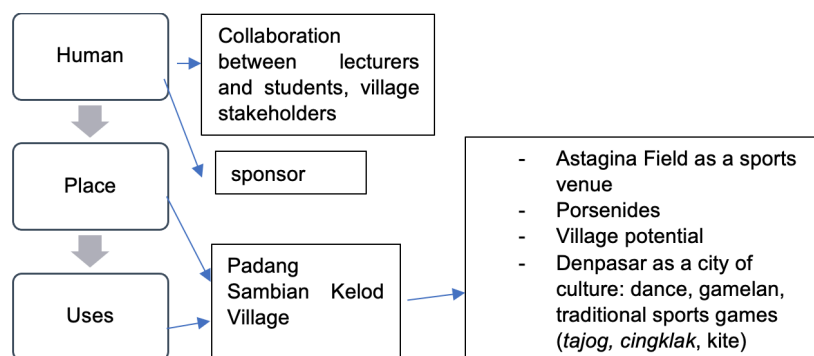 Human
Collaboration
between lecturers
and students, village
stakeholders
sponsor
Place
Padang
Sambian Kelod
Village
Uses
- Astagina Field as a sports
venue
- Porsenides
- Village potential
- Denpasar as a city of
culture: dance, gamelan,
traditional sports games
(tajog, cingklak, kite)